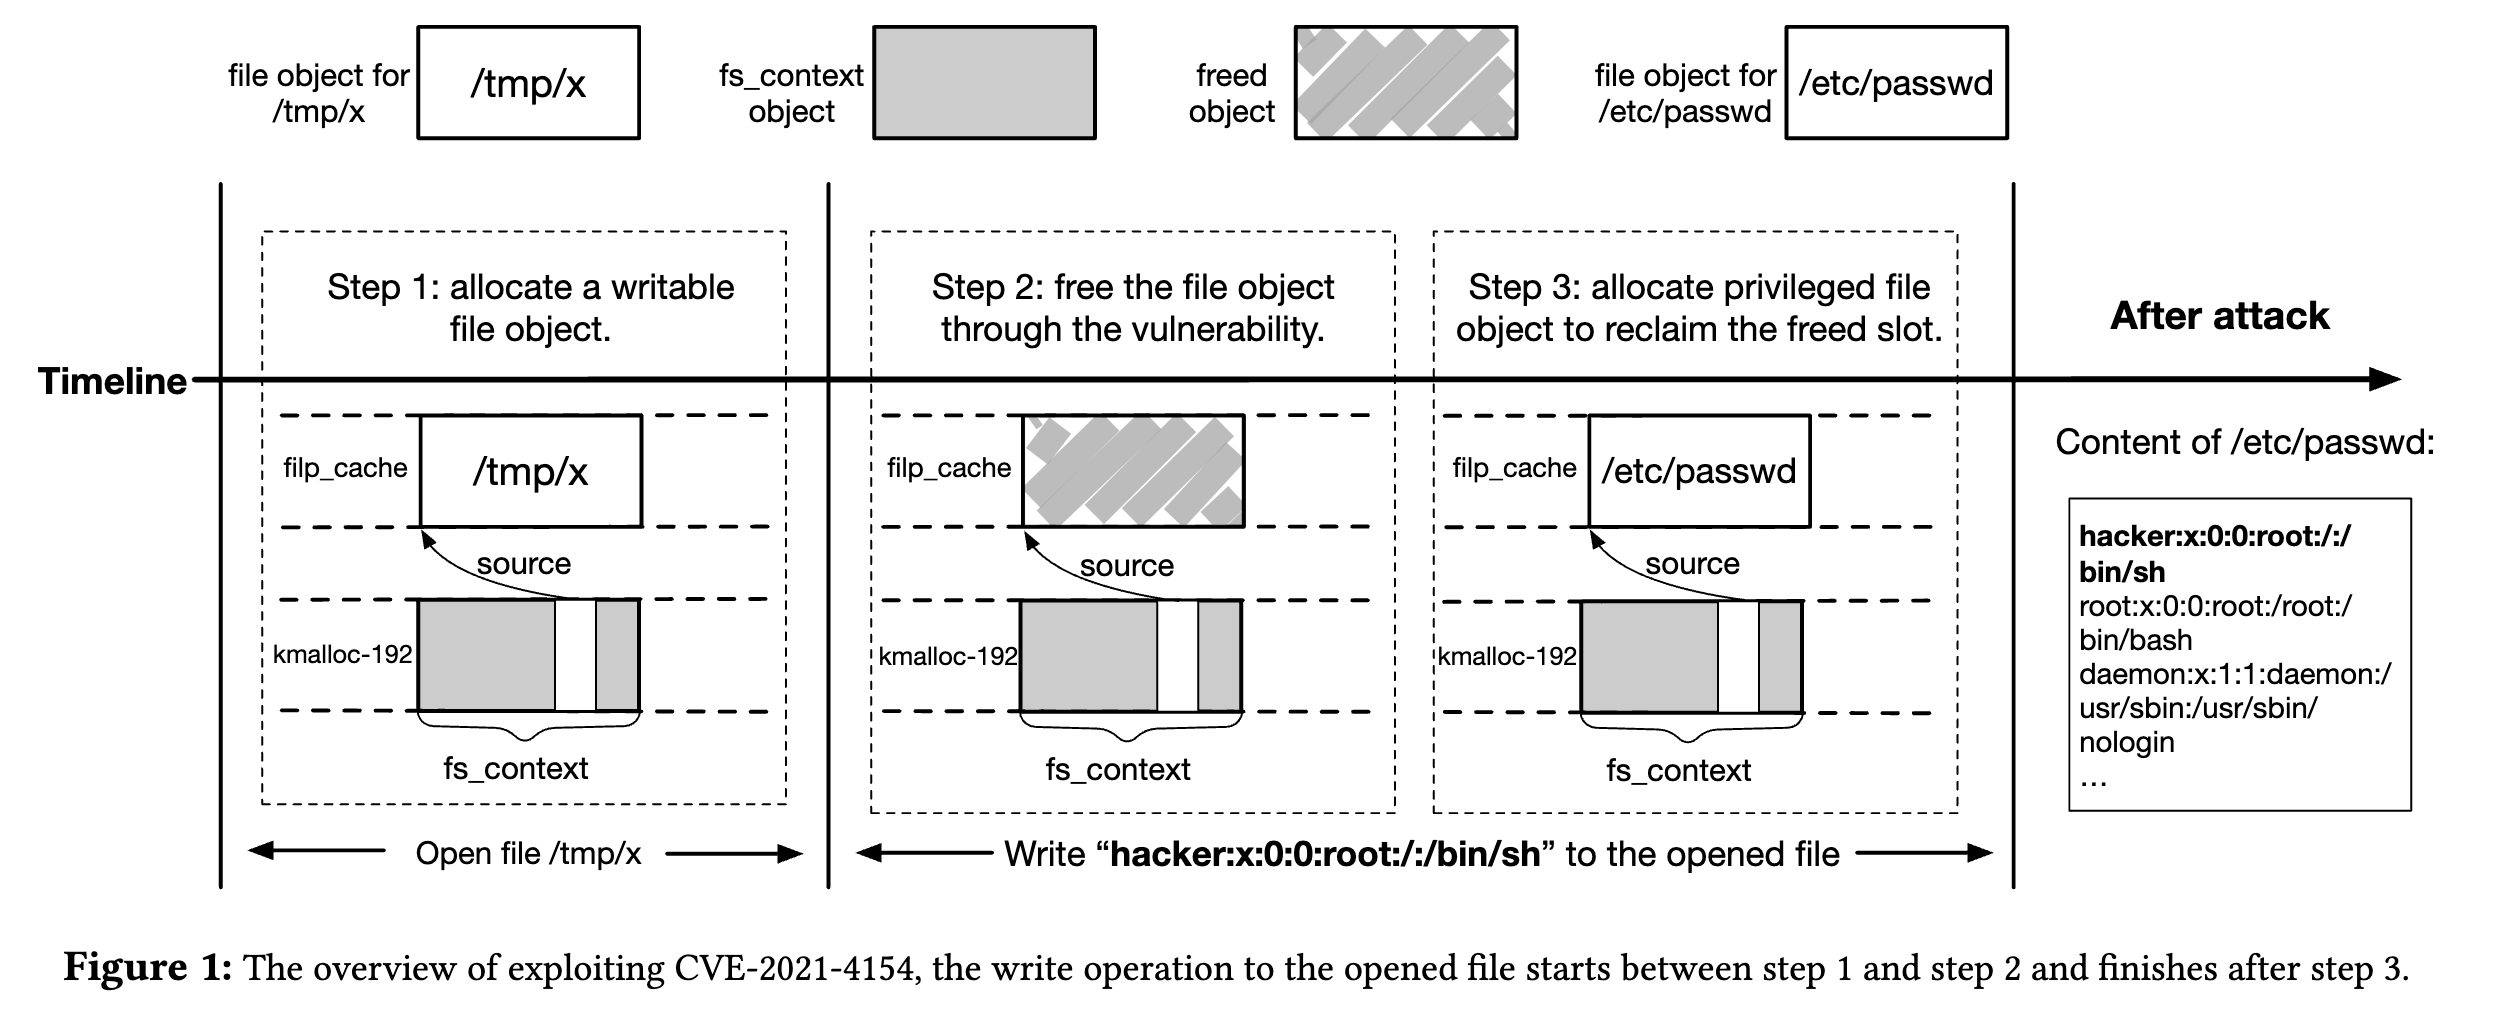 file object for
/tmp/x
/tmp/x
fs_context
object
freed
object
file object for
/etc/passwd
/etc/passwd
Step 1: allocate a writable
file object.
Step 2: free the file object
through the vulnerability.
Step 3: allocate privileged file
object to reclaim the freed slot.
After attack
Timeline
filp_cache
/tmp/x
source
kmalloc-192
fs_context
filp_cache
source
kmalloc-192
fs_context
filp_cache
/etc/passwd
source
kmalloc-192
fs_context
Content of /etc/passwd:
hacker:x:0:0:root:/:/
bin/sh
root:x:0:0:root:/root:/
bin/bash
daemon:x:1:1:daemon:/
usr/sbin:/usr/sbin/
nologin
...
Open file /tmp/x
Write “hacker:x:0:0:root:/:/bin/sh” to the opened file
Figure 1: The overview of exploiting CVE-2021-4154, the write operation to the opened file starts between step 1 and step 2 and finishes after step 3.